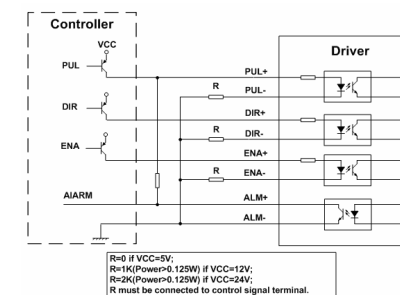 Controller
VCC
Driver
PUL
PUL+
R
PUL-
DIR
DIR+
R
DIR-
ENA
ENA+
R
ENA-
AlARM
ALM+
ALM-
R=0 if VCC=5V;
R=1K(Power>0.125W) if VCC=12V;
R=2K(Power>0.125W) if VCC=24V;
R must be connected to control signal terminal.